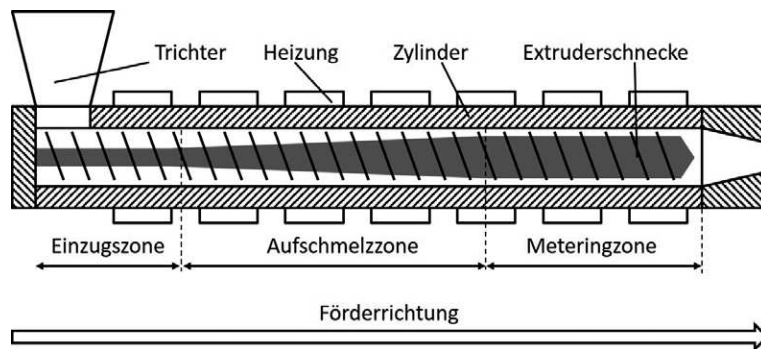 Trichter
Heizung
Zylinder
Extruderschnecke
Einzugszone
Aufschmelzzone
Meteringzone
Förderrichtung